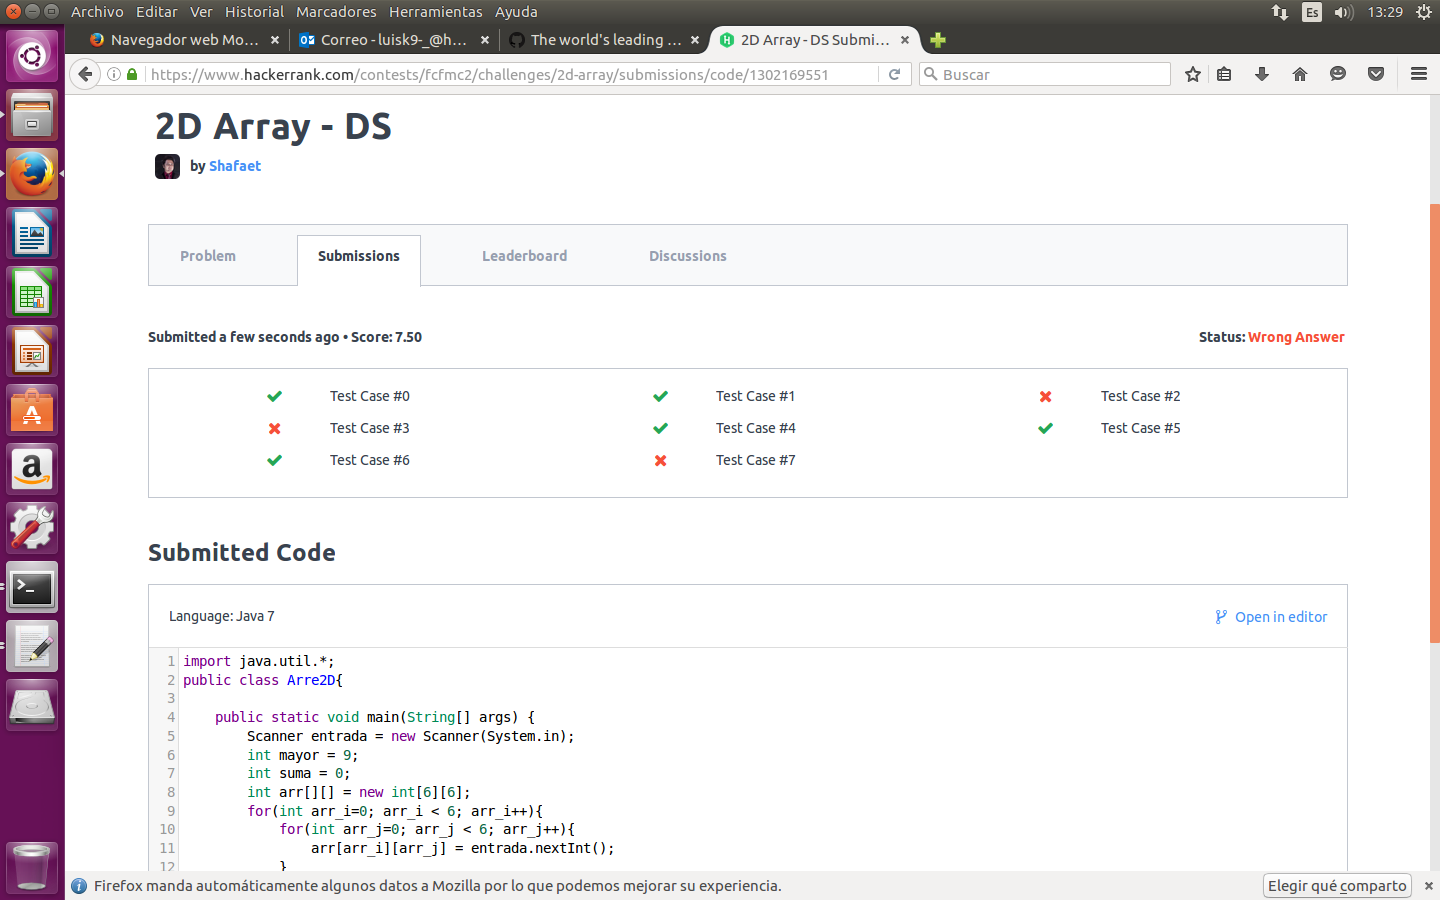 Archivo Editar Ver Historial Marcadores Herramientas Ayuda
Es 13:29
Navegador web Mo... Correo - luisk9-_@h... The world's leading ... 2D Array - DS Submi...
https://www.hackerrank.com/contests/fcfmc2/challenges/2d-array/submissions/code/1302169551 Buscar
2D Array - DS
by Shafaet
Problem Submissions Leaderboard Discussions
Submitted a few seconds ago • Score: 7.50 Status: Wrong Answer
Test Case #0 Test Case #1 Test Case #2
Test Case #3 Test Case #4 Test Case #5
Test Case #6 Test Case #7
Submitted Code
Language: Java 7 Open in editor
1 import java.util.*;
2 public class Arre2D{
3
4 public static void main(String[] args) {
5 Scanner entrada = new Scanner(System.in);
6 int mayor = 9;
7 int suma = 0;
8 int arr[][] = new int[6][6];
9 for(int arr_i=0; arr_i < 6; arr_i++){
10 for(int arr_j=0; arr_j < 6; arr_j++){
11 arr[arr_i][arr_j] = entrada.nextInt();
12 }
Firefox manda automáticamente algunos datos a Mozilla por lo que podemos mejorar su experiencia. Elegir qué comparto